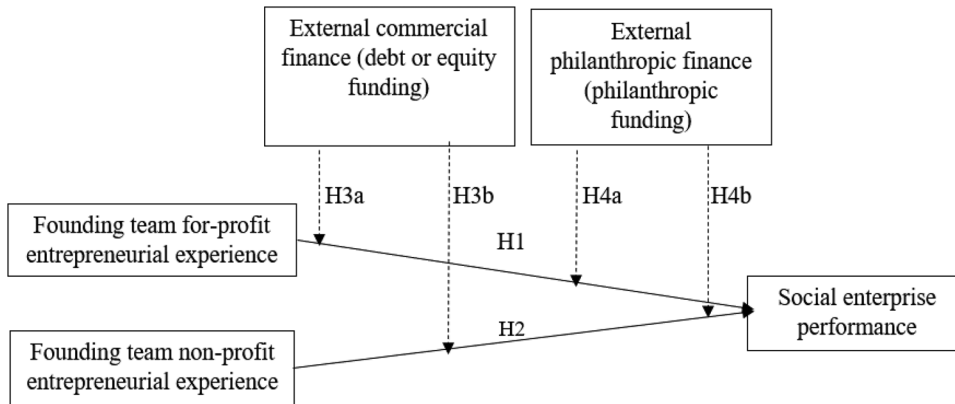 External commercial
finance (debt or equity
funding)
External
philanthropic finance
(philanthropic
funding)
H3a
H3b
H4a
H4b
Founding team for-profit
entrepreneurial experience
H1
Social enterprise
performance
H2
Founding team non-profit
entrepreneurial experience